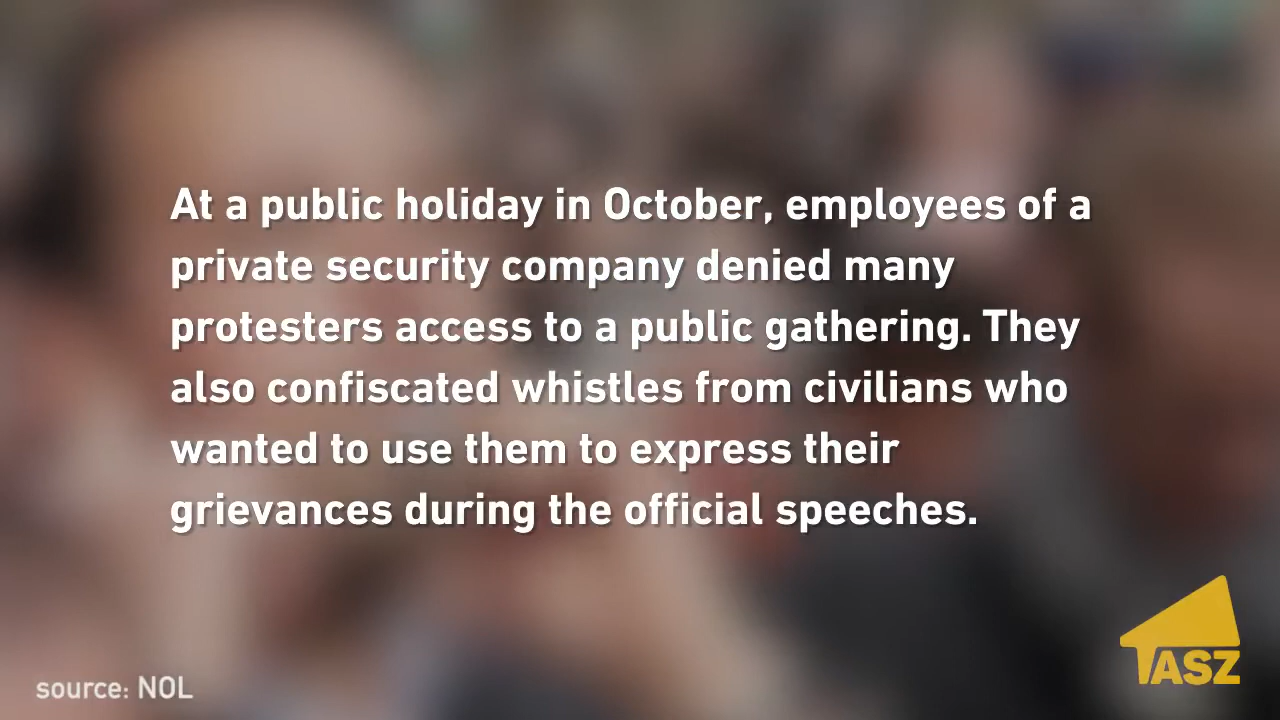 At a public holiday in October, employees of a
private security company denied many
protesters access to a public gathering. They
also confiscated whistles from civilians who
wanted to use them to express their
grievances during the official speeches.
TASZ
source: NOL